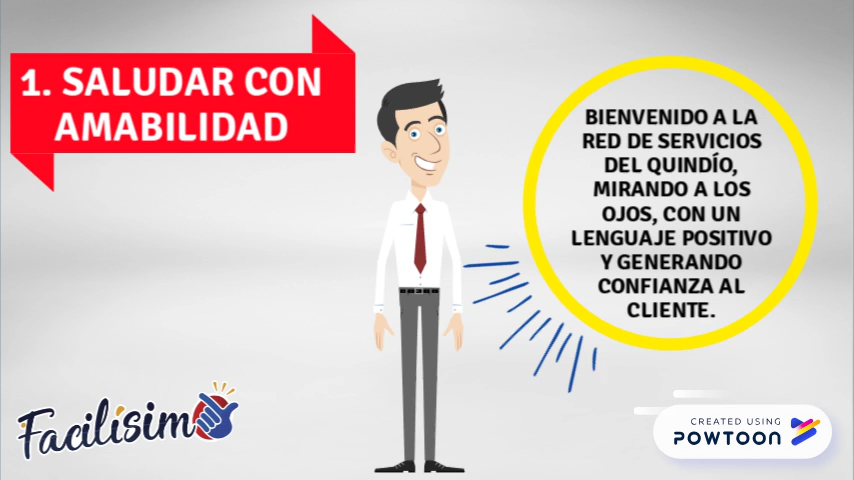 1. SALUDAR CON
AMABILIDAD
BIENVENIDO A LA
RED DE SERVICIOS
DEL QUINDÍO,
MIRANDO A LOS
OJOS, CON UN
LENGUAJE POSITIVO
Y GENERANDO
CONFIANZA AL
CLIENTE.
Facilísimo
CREATED USING
POWTOON